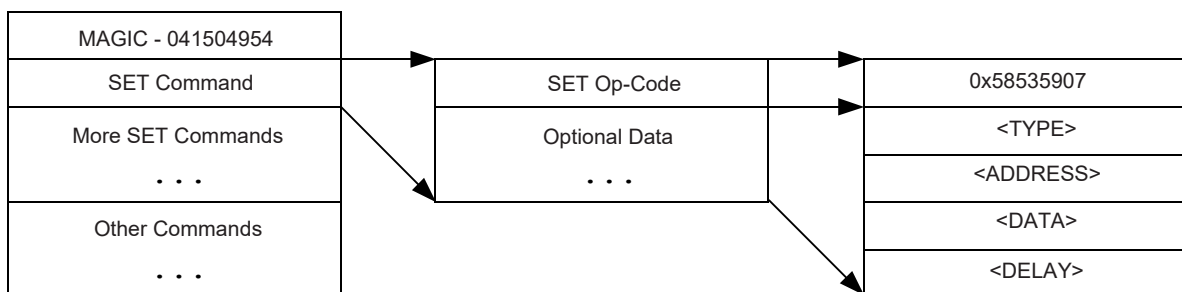 MAGIC - 041504954
SET Command
More SET Commands
. . .
Other Commands
. . .
SET Op-Code
Optional Data
. . .
0x58535907
<TYPE>
<ADDRESS>
<DATA>
<DELAY>